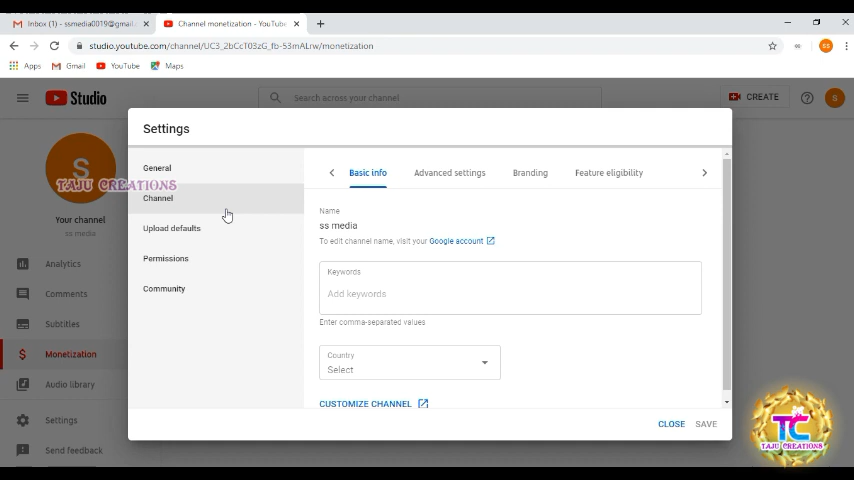 Inbox (1) - ssmedia0019@gmail.
Channel monetization - YouTube
studio.youtube.com/channel/UC3_2bCcT03zG_fb-53mALrw/monetization
SS
Apps
Gmail
YouTube
Maps
Studio
Search across your channel
CREATE
S
S
TAJU CREATIONS
Your channel
ss media
Analytics
Comments
Subtitles
Monetization
Audio library
Settings
Send feedback
Settings
General
Channel
Upload defaults
Permissions
Community
Basic info
Advanced settings
Branding
Feature eligibility
Name
ss media
To edit channel name, visit your Google account
Keywords
Add keywords
Enter comma-separated values
Country
Select
CUSTOMIZE CHANNEL
CLOSE
SAVE
TC
TAJU CREATIONS